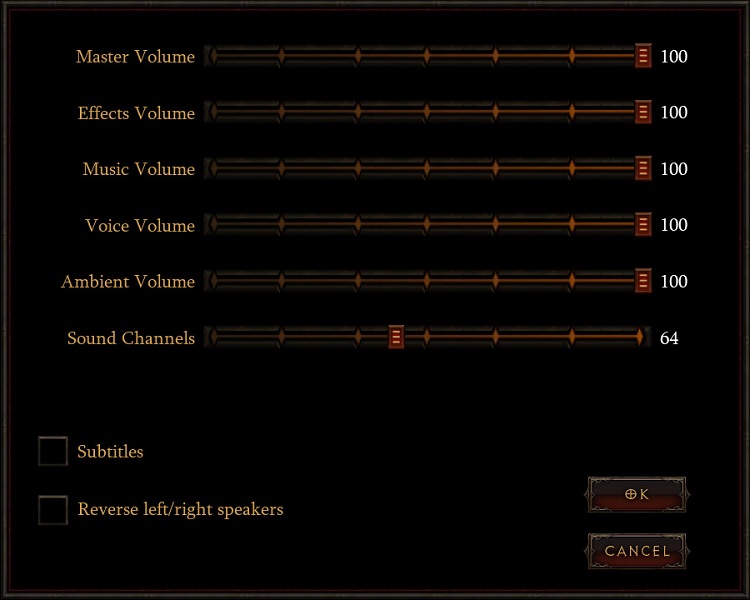 Master Volume 100
Effects Volume 100
Music Volume 100
Voice Volume 100
Ambient Volume 100
Sound Channels 64
Subtitles
Reverse left/right speakers
OK
CANCEL